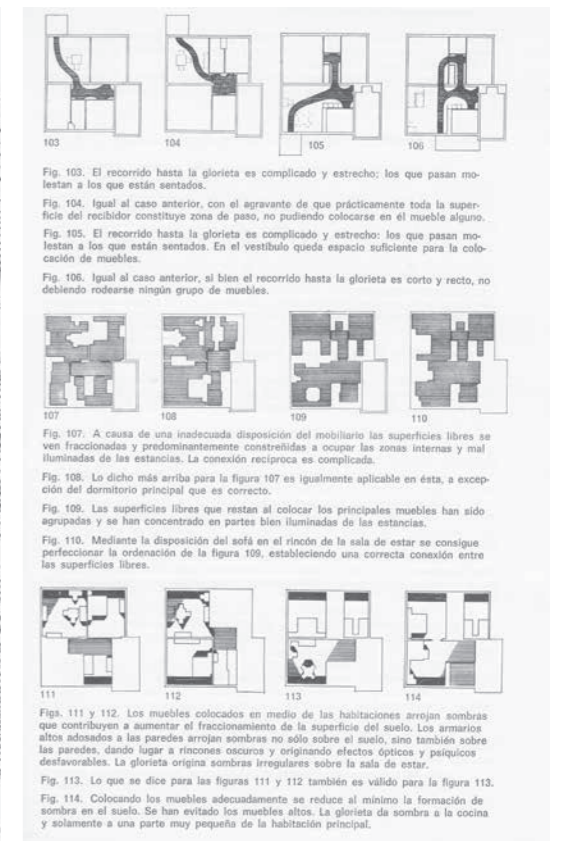 103
104
105
106
Fig. 103. El recorrido hasta la glorieta es complicado y estrecho; los que pasan mo-
lestan a los que están sentados.
Fig. 104. Igual al caso anterior, con el agravante de que prácticamente toda la super-
ficie del recibidor constituye zona de paso, no pudiendo colocarse en él mueble alguno.
Fig. 105. El recorrido hasta la glorieta es complicado y estrecho: los que pasan mo-
lestan a los que están sentados. En el vestíbulo queda espacio suficiente para la colo-
cación de muebles.
Fig. 106. Igual al caso anterior, si bien el recorrido hasta la glorieta es corto y recto, no
debiendo rodearse ningún grupo de muebles.
107
108
109
110
Fig. 107. A causa de una inadecuada disposición del mobiliario las superficies libres se
ven fraccionadas y predominantemente constreñidas a ocupar las zonas internas y mal
iluminadas de las estancias. La conexión recíproca es complicada.
Fig. 108. Lo dicho más arriba para la figura 107 es igualmente aplicable en ésta, a excep-
ción del dormitorio principal que es correcto.
Fig. 109. Las superficies libres que restan al colocar los principales muebles han sido
agrupadas y se han concentrado en partes bien iluminadas de las estancias.
Fig. 110. Mediante la disposición del sofá en el rincón de la sala de estar se consigue
perfeccionar la ordenación de la figura 109, estableciendo una correcta conexión entre
las superficies libres.
111
112
113
114
Figs. 111 y 112. Los muebles colocados en medio de las habitaciones arrojan sombras
que contribuyen a aumentar el fraccionamiento de la superficie del suelo. Los armarios
altos adosados a las paredes arrojan sombras no sólo sobre el suelo, sino también sobre
las paredes, dando lugar a rincones oscuros y originando efectos ópticos y psíquicos
desfavorables. La glorieta origina sombras irregulares sobre la sala de estar.
Fig. 113. Lo que se dice para las figuras 111 y 112 también es válido para la figura 113.
Fig. 114. Colocando los muebles adecuadamente se reduce al mínimo la formación de
sombra en el suelo. Se han evitado los muebles altos. La glorieta da sombra a la cocina
y solamente a una parte muy pequeña de la habitación principal.